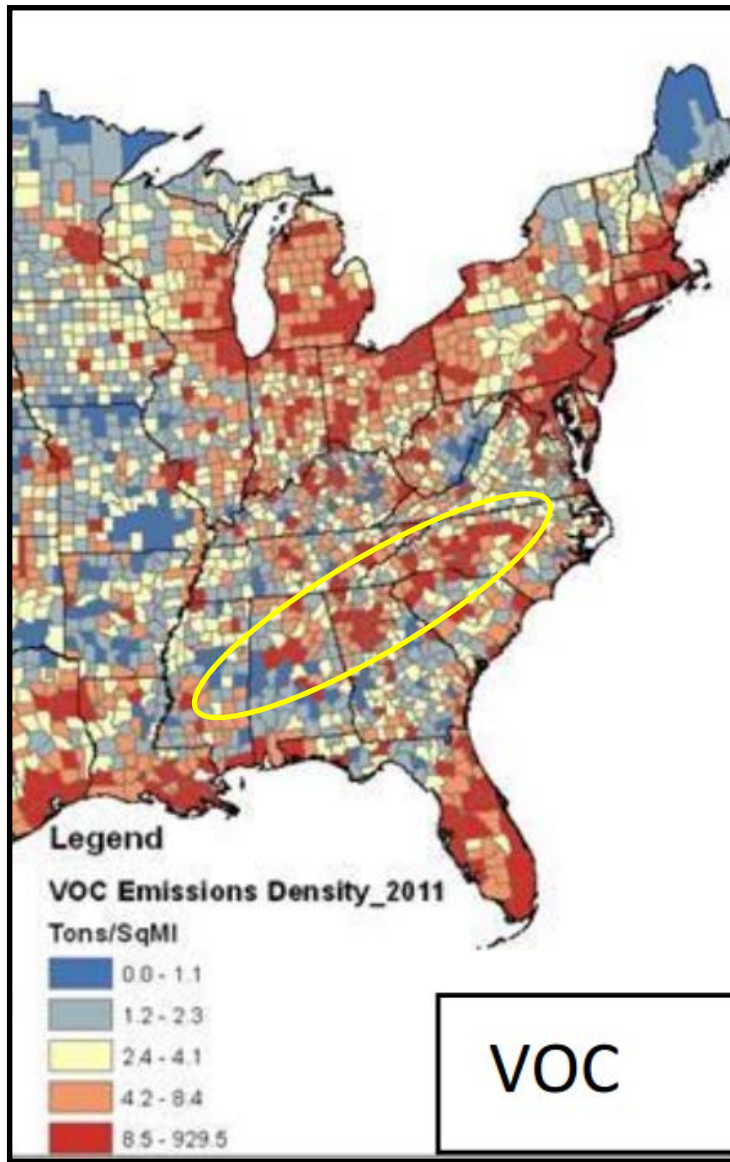 Legend
VOC Emissions Density_2011
Tons/SqMI
0.0 - 1.1
1.2 - 2.3
2.4 - 4.1
4.2 - 8.4
8.5 - 929.5
VOC